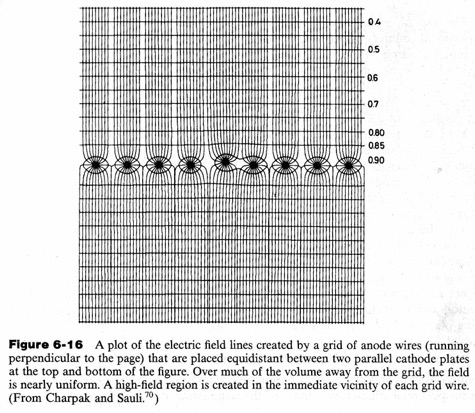 0.4
0.5
0.6
0.7
0.80
0.85
0.90
Figure 6-16 A plot of the electric field lines created by a grid of anode wires (running
perpendicular to the page) that are placed equidistant between two parallel cathode plates
at the top and bottom of the figure. Over much of the volume away from the grid, the field
is nearly uniform. A high-field region is created in the immediate vicinity of each grid wire.
(From Charpak and Sauli.70)